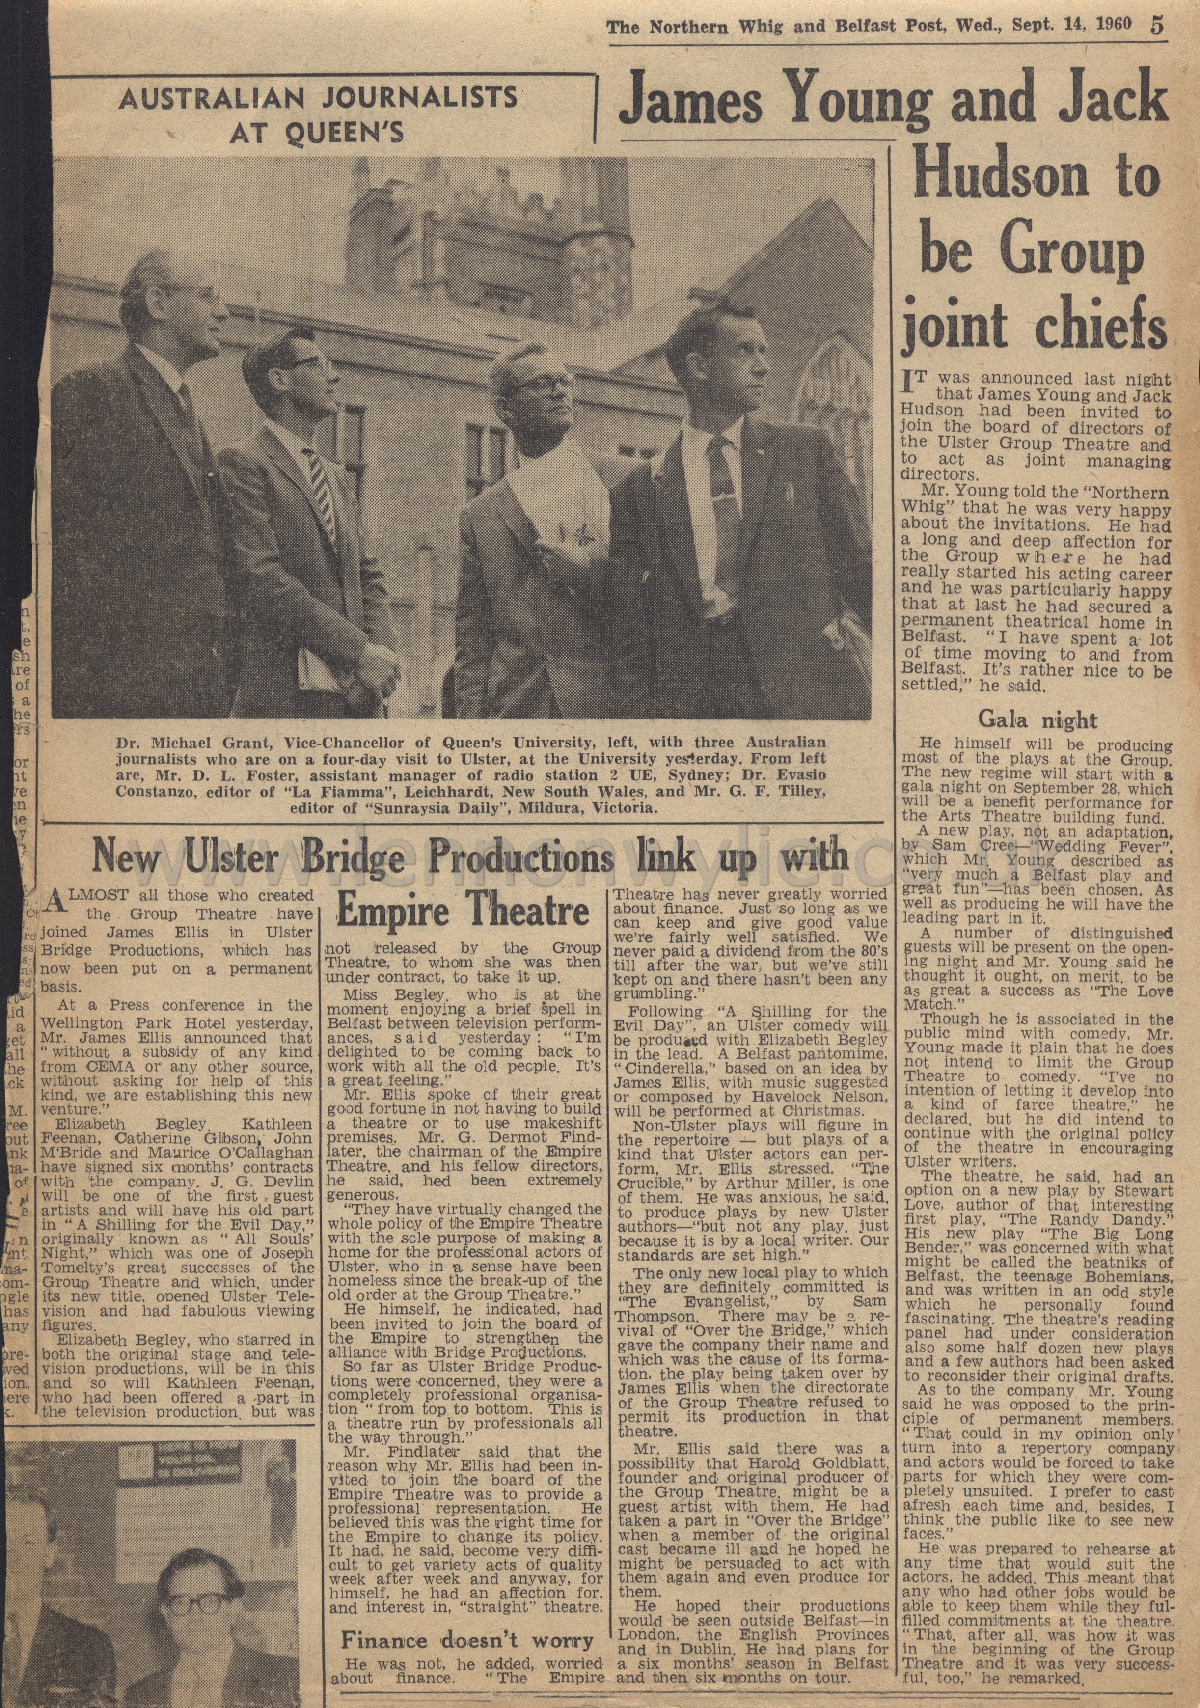 The Northern Whig and Belfast Post, Wed., Sept. 14, 1960 5
AUSTRALIAN JOURNALISTS
AT QUEEN'S
Dr. Michael Grant, Vice-Chancellor of Queen's University, left, with three Australian
journalists who are on a four-day visit to Ulster, at the University yesterday. From left
are, Mr. D. L. Foster, assistant manager of radio station 2 UE, Sydney; Dr. Evasio
Constanzo, editor of "La Fiamma", Leichhardt, New South Wales, and Mr. G. F. Tilley,
editor of "Sunraysia Daily", Mildura, Victoria.
James Young and Jack
Hudson to
be Group
joint chiefs
IT was announced last night
that James Young and Jack
Hudson had been invited to
join the board of directors of
the Ulster Group Theatre and
to act as joint managing
directors.
Mr. Young told the "Northern
Whig" that he was very happy
about the invitations. He had
a long and deep affection for
the Group where he had
really started his acting career
and he was particularly happy
that at last he had secured a
permanent theatrical home in
Belfast. "I have spent a lot
of time moving to and from
Belfast. It's rather nice to be
settled," he said.
Gala night
He himself will be producing
most of the plays at the Group.
The new regime will start with a
gala night on September 28, which
will be a benefit performance for
the Arts Theatre building fund.
A new play, not an adaptation,
by Sam Cree—"Wedding Fever",
which Mr. Young described as
"very much a Belfast play and
great fun"—has been chosen. As
well as producing he will have the
leading part in it.
A number of distinguished
guests will be present on the open-
ing night and Mr. Young said he
thought it ought, on merit, to be
as great a success as "The Love
Match."
Though he is associated in the
public mind with comedy, Mr.
Young made it plain that he does
not intend to limit the Group
Theatre to comedy. "I've no
intention of letting it develop into
a kind of farce theatre," he
declared, but he did intend to
continue with the original policy
of the theatre in encouraging
Ulster writers.
The theatre, he said, had an
option on a new play by Stewart
Love, author of that interesting
first play, "The Randy Dandy."
His new play "The Big Long
Bender," was concerned with what
might be called the beatniks of
Belfast, the teenage Bohemians,
and was written in an odd style
which he personally found
fascinating. The theatre's reading
panel had under consideration
also some half dozen new plays
and a few authors had been asked
to reconsider their original drafts.
As to the company, Mr. Young
said he was opposed to the prin-
ciple of permanent members.
"That could in my opinion only
turn into a repertory company
and actors would be forced to take
parts for which they were com-
pletely unsuited. I prefer to cast
afresh each time and, besides, I
think the public like to see new
faces."
He was prepared to rehearse at
any time that would suit the
actors, he added. This meant that
any who had other jobs would be
able to keep them while they ful-
filled commitments at the theatre.
"That, after all, was how it was
in the beginning of the Group
Theatre and it was very success-
ful, too," he remarked.
New Ulster Bridge Productions link up with
Empire Theatre
ALMOST all those who created
the Group Theatre have
joined James Ellis in Ulster
Bridge Productions, which has
now been put on a permanent
basis.
At a Press conference in the
Wellington Park Hotel yesterday,
Mr. James Ellis announced that
"without a subsidy of any kind
from CEMA or any other source,
without asking for help of this
kind, we are establishing this new
venture."
Elizabeth Begley, Kathleen
Feenan, Catherine Gibson, John
M'Bride and Maurice O'Callaghan
have signed six months' contracts
with the company. J. G. Devlin
will be one of the first guest
artists and will have his old part
in "A Shilling for the Evil Day,"
originally known as "All Souls'
Night," which was one of Joseph
Tomelty's great successes of the
Group Theatre and which, under
its new title, opened Ulster Tele-
vision and had fabulous viewing
figures.
Elizabeth Begley, who starred in
both the original stage and tele-
vision productions, will be in this
and so will Kathleen Feenan,
who had been offered a part in
the television production, but was
not released by the Group
Theatre, to whom she was then
under contract, to take it up.
Miss Begley, who is at the
moment enjoying a brief spell in
Belfast between television perform-
ances, said yesterday: "I'm
delighted to be coming back to
work with all the old people. It's
a great feeling."
Mr. Ellis spoke of their great
good fortune in not having to build
a theatre or to use makeshift
premises. Mr. G. Dermot Find-
later, the chairman of the Empire
Theatre, and his fellow directors,
he said, hed been extremely
generous.
"They have virtually changed the
whole policy of the Empire Theatre
with the sole purpose of making a
home for the professional actors of
Ulster, who in a sense have been
homeless since the break-up of the
old order at the Group Theatre."
He himself, he indicated, had
been invited to join the board of
the Empire to strengthen the
alliance with Bridge Productions.
So far as Ulster Bridge Produc-
tions were concerned, they were a
completely professional organisa-
tion "from top to bottom. This is
a theatre run by professionals all
the way through."
Mr. Findlater said that the
reason why Mr. Ellis had been in-
vited to join the board of the
Empire Theatre was to provide a
professional representation. He
believed this was the right time for
the Empire to change its policy.
It had, he said, become very diffi-
cult to get variety acts of quality
week after week and anyway, for
himself, he had an affection for,
and interest in, "straight" theatre.
Finance doesn't worry
He was not, he added, worried
about finance. "The Empire
Theatre has never greatly worried
about finance. Just so long as we
can keep and give good value
we're fairly well satisfied. We
never paid a dividend from the 80's
till after the war, but we've still
kept on and there hasn't been any
grumbling."
Following "A Shilling for the
Evil Day", an Ulster comedy will
be produced with Elizabeth Begley
in the lead. A Belfast pantomime,
"Cinderella," based on an idea by
James Ellis, with music suggested
or composed by Havelock Nelson,
will be performed at Christmas.
Non-Ulster plays will figure in
the repertoire — but plays of a
kind that Ulster actors can per-
form, Mr. Ellis stressed. "The
Crucible," by Arthur Miller, is one
of them. He was anxious, he said,
to produce plays by new Ulster
authors—"but not any play, just
because it is by a local writer. Our
standards are set high."
The only new local play to which
they are definitely committed is
"The Evangelist," by Sam
Thompson. There may be a re-
vival of "Over the Bridge," which
gave the company their name and
which was the cause of its forma-
tion, the play being taken over by
James Ellis when the directorate
of the Group Theatre refused to
permit its production in that
theatre.
Mr. Ellis said there was a
possibility that Harold Goldblatt,
founder and original producer of
the Group Theatre, might be a
guest artist with them. He had
taken a part in "Over the Bridge"
when a member of the original
cast became ill and he hoped he
might be persuaded to act with
them again and even produce for
them.
He hoped their productions
would be seen outside Belfast—in
London, the English Provinces
and in Dublin. He had plans for
a six months' season in Belfast
and then six months on tour.